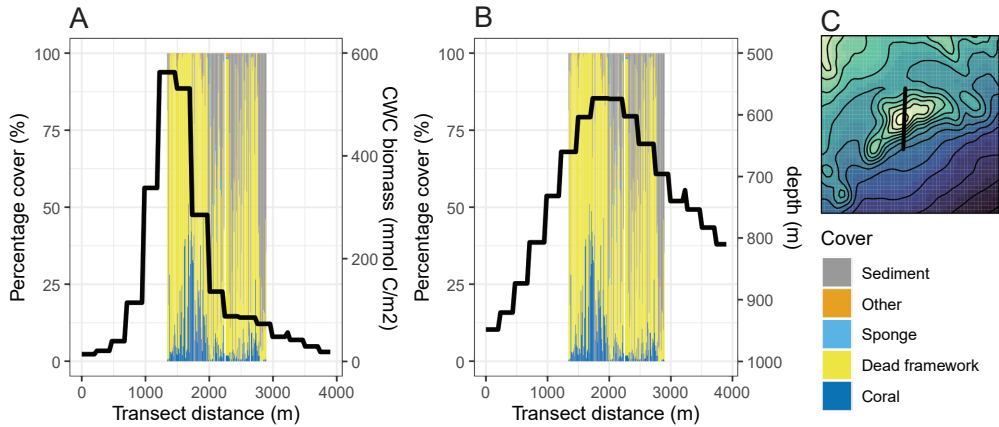 A
B
C
100
75
50
25
0
Percentage cover (%)
600
400
200
0
CWC biomass (mmol C/m2)
0
1000
2000
3000
4000
Transect distance (m)
100
75
50
25
0
Percentage cover (%)
500
600
700
800
900
1000
depth (m)
0
1000
2000
3000
4000
Transect distance (m)
Cover
Sediment
Other
Sponge
Dead framework
Coral